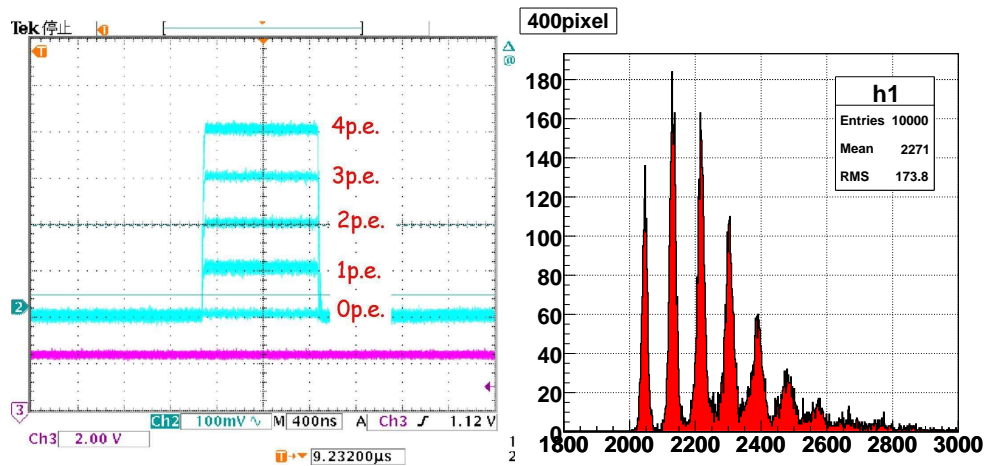 Tek 停止
T
T
Δ
@
4p.e.
3p.e.
2p.e.
1p.e.
0p.e.
2
3
Ch2 100mV M 400ns A Ch3 1.12 V
Ch3 2.00 V
9.23200µs
1
2
400pixel
h1
Entries 10000
Mean 2271
RMS 173.8
180
160
140
120
100
80
60
40
20
0
1800 2000 2200 2400 2600 2800 3000